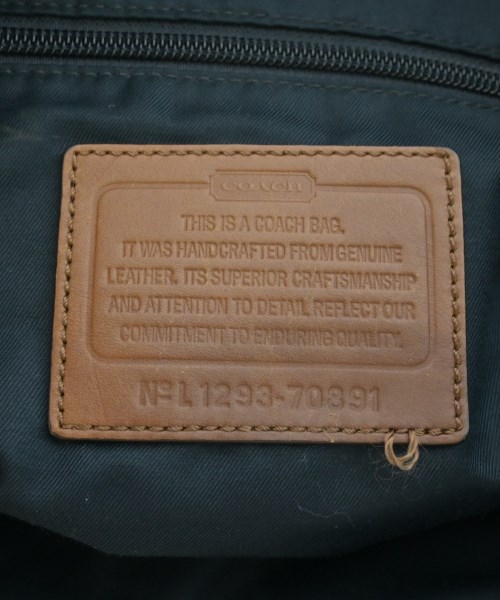 COACH
THIS IS A COACH BAG.
IT WAS HANDCRAFTED FROM GENUINE
LEATHER. ITS SUPERIOR CRAFTSMANSHIP
AND ATTENTION TO DETAIL REFLECT OUR
COMMITMENT TO ENDURING QUALITY.
Nº L1293-70891